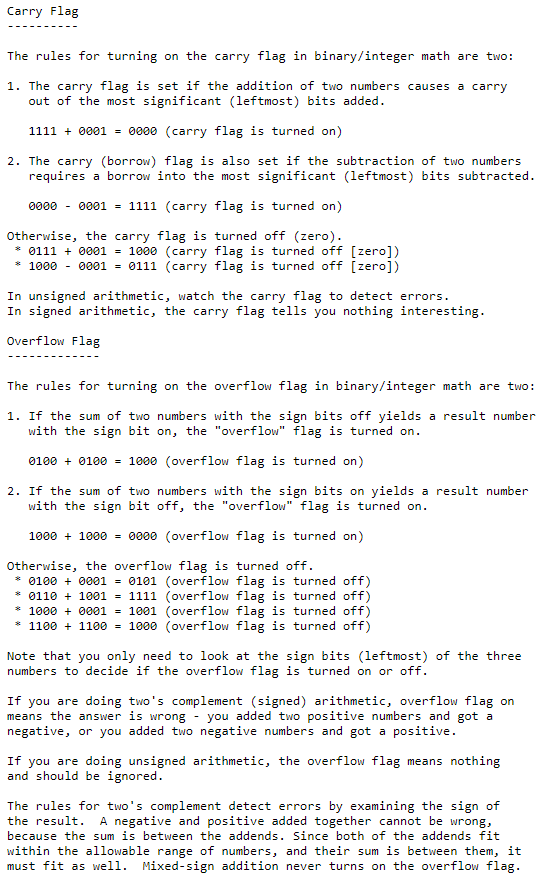 Carry Flag
----------
The rules for turning on the carry flag in binary/integer math are two:
1. The carry flag is set if the addition of two numbers causes a carry
out of the most significant (leftmost) bits added.
1111 + 0001 = 0000 (carry flag is turned on)
2. The carry (borrow) flag is also set if the subtraction of two numbers
requires a borrow into the most significant (leftmost) bits subtracted.
0000 - 0001 = 1111 (carry flag is turned on)
Otherwise, the carry flag is turned off (zero).
* 0111 + 0001 = 1000 (carry flag is turned off [zero])
* 1000 - 0001 = 0111 (carry flag is turned off [zero])
In unsigned arithmetic, watch the carry flag to detect errors.
In signed arithmetic, the carry flag tells you nothing interesting.
Overflow Flag
-------------
The rules for turning on the overflow flag in binary/integer math are two:
1. If the sum of two numbers with the sign bits off yields a result number
with the sign bit on, the "overflow" flag is turned on.
0100 + 0100 = 1000 (overflow flag is turned on)
2. If the sum of two numbers with the sign bits on yields a result number
with the sign bit off, the "overflow" flag is turned on.
1000 + 1000 = 0000 (overflow flag is turned on)
Otherwise, the overflow flag is turned off.
* 0100 + 0001 = 0101 (overflow flag is turned off)
* 0110 + 1001 = 1111 (overflow flag is turned off)
* 1000 + 0001 = 1001 (overflow flag is turned off)
* 1100 + 1100 = 1000 (overflow flag is turned off)
Note that you only need to look at the sign bits (leftmost) of the three
numbers to decide if the overflow flag is turned on or off.
If you are doing two's complement (signed) arithmetic, overflow flag on
means the answer is wrong - you added two positive numbers and got a
negative, or you added two negative numbers and got a positive.
If you are doing unsigned arithmetic, the overflow flag means nothing
and should be ignored.
The rules for two's complement detect errors by examining the sign of
the result.  A negative and positive added together cannot be wrong,
because the sum is between the addends. Since both of the addends fit
within the allowable range of numbers, and their sum is between them, it
must fit as well.  Mixed-sign addition never turns on the overflow flag.